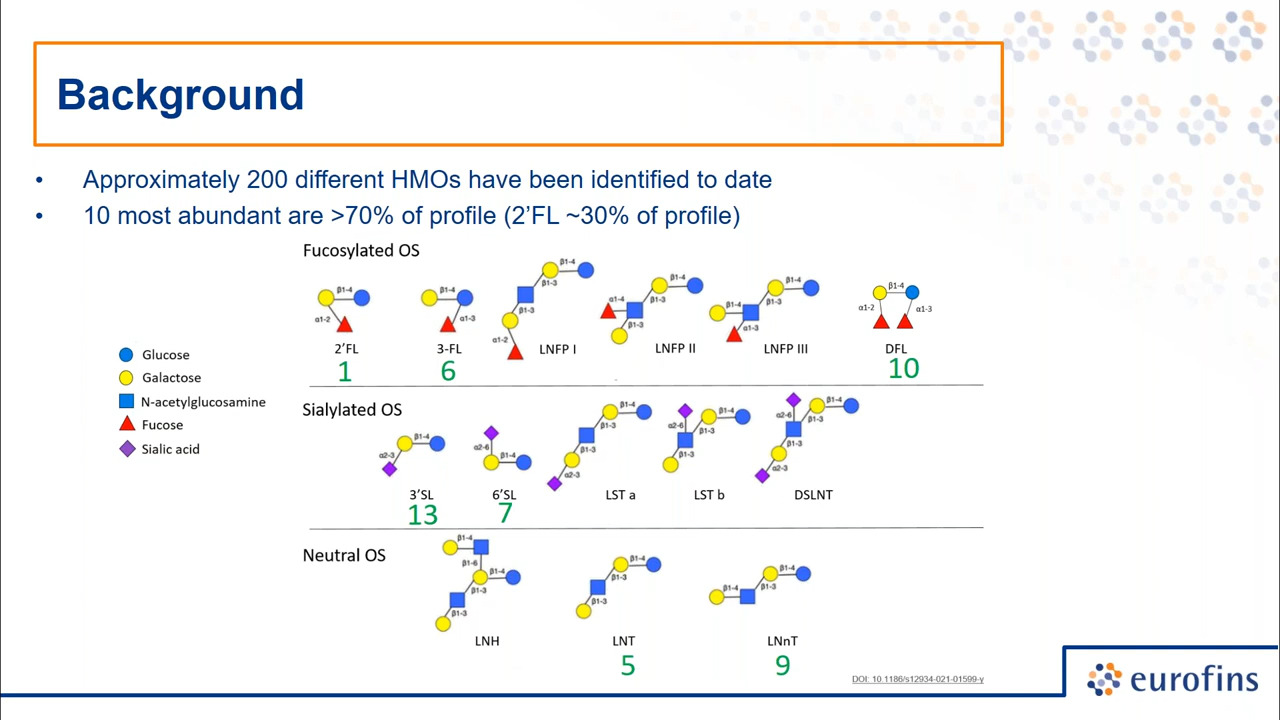 Background
• Approximately 200 different HMOs have been identified to date
• 10 most abundant are >70% of profile (2’FL ~30% of profile)
Fucosylated OS
β1-4
α1-2
2’FL
1
β1-4
α1-3
3-FL
6
β1-4
β1-3
β1-3
α1-2
LNFP I
β1-4
β1-3
α1-4
β1-3
LNFP II
β1-4
β1-3
β1-4
α1-3
LNFP III
β1-4
α1-2
α1-3
DFL
10
Glucose
Galactose
N-acetylglucosamine
Fucose
Sialic acid
Sialylated OS
β1-4
α2-3
3’SL
13
α2-6
β1-4
6’SL
7
β1-4
β1-3
β1-3
α2-3
LST a
β1-4
α2-6
β1-3
β1-3
LST b
β1-4
α2-6
β1-3
β1-3
α2-3
DSLNT
Neutral OS
β1-4
β1-6
β1-4
β1-3
β1-3
LNH
β1-4
β1-3
β1-3
LNT
5
β1-4
β1-3
β1-4
LNnT
9
DOI: 10.1186/s12934-021-01599-y
eurofins